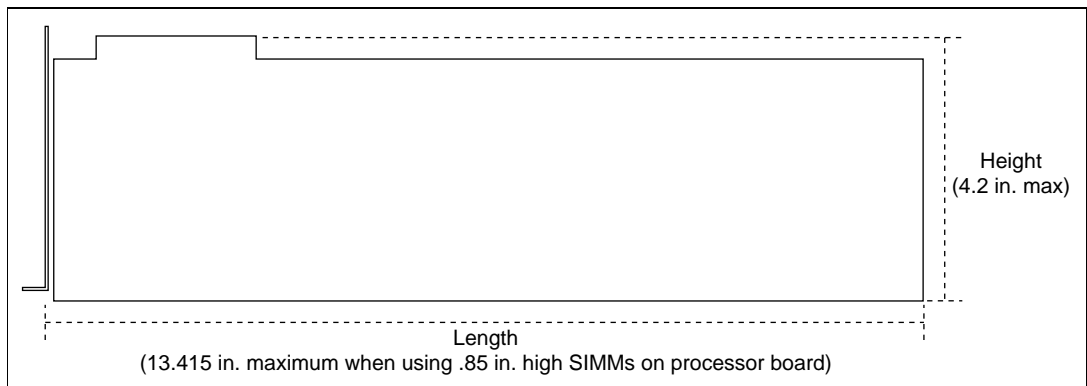 Height
(4.2 in. max)
Length
(13.415 in. maximum when using .85 in. high SIMMs on processor board)